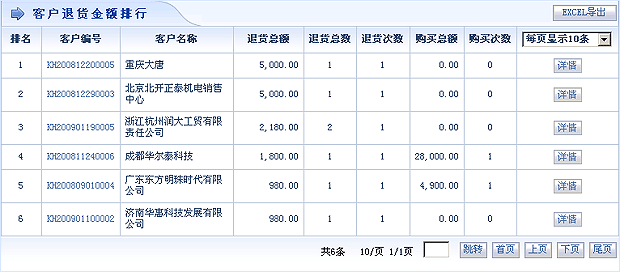 客户退货金额排行 EXCEL导出
排名 客户编号 客户名称 退货总额 退货总数 退货次数 购买总额 购买次数 每页显示10条
1 KH200812200005 重庆大唐 5,000.00 1 1 0.00 0 详情
2 KH200812290003 北京北开正泰机电销售
中心 5,000.00 1 1 0.00 0 详情
3 KH200901190005 浙江杭州润大工贸有限
责任公司 2,180.00 2 1 0.00 0 详情
4 KH200811240006 成都华尔泰科技 1,800.00 1 1 28,000.00 1 详情
5 KH200809010004 广东东方明珠时代有限
公司 980.00 1 1 4,900.00 1 详情
6 KH200901100002 济南华惠科技发展有限
公司 980.00 1 1 0.00 0 详情
共6条 10/页 1/1页 跳转 首页 上页 下页 尾页